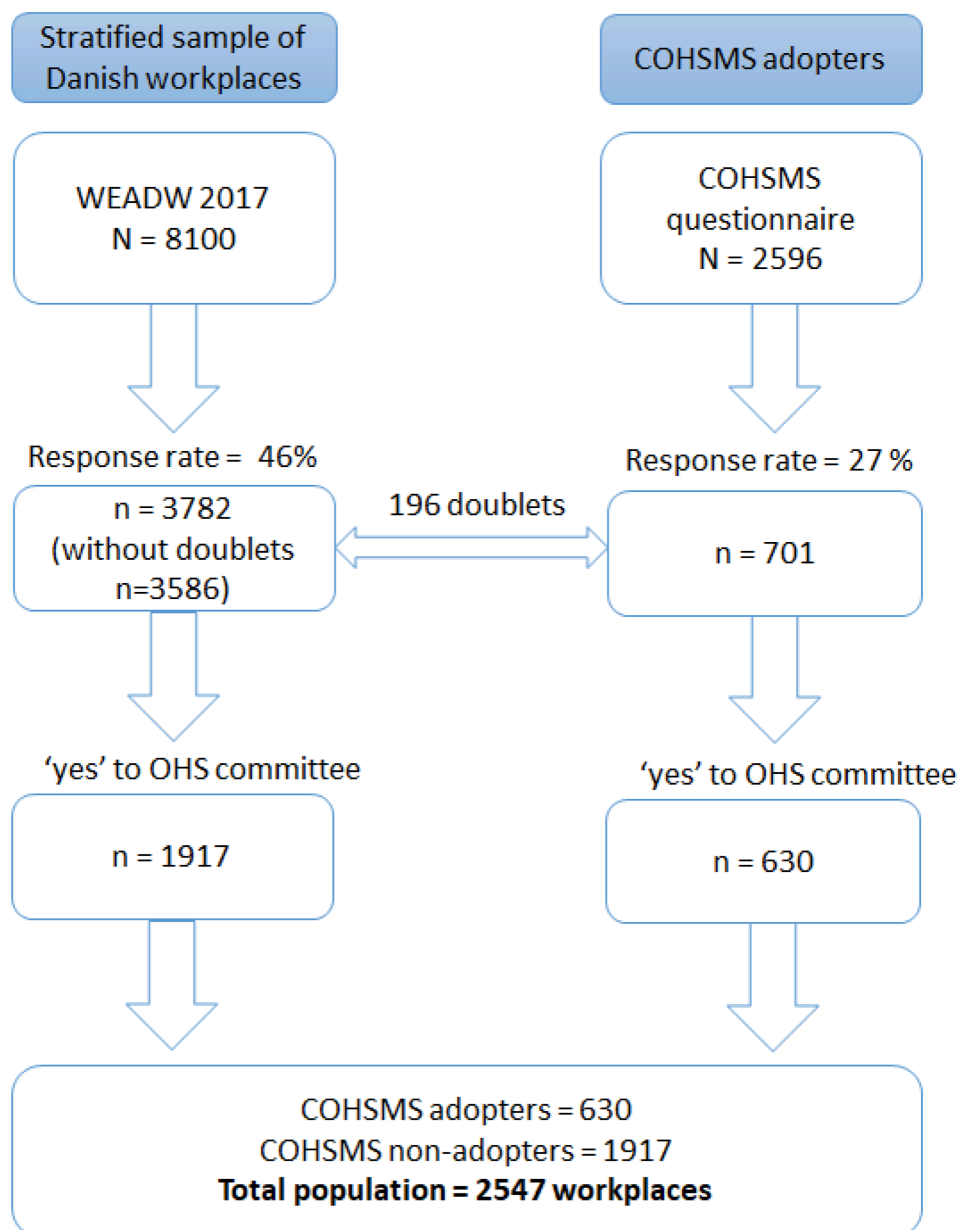 Stratified sample of
Danish workplaces
COHSMS adopters
WEADW 2017
N = 8100
COHSMS
questionnaire
N = 2596
Response rate = 46%
Response rate = 27 %
n = 3782
(without doublets
n=3586)
196 doublets
n = 701
‘yes’ to OHS committee
‘yes’ to OHS committee
n = 1917
n = 630
COHSMS adopters = 630
COHSMS non-adopters = 1917
Total population = 2547 workplaces